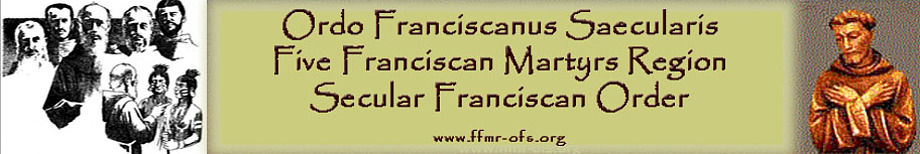 Ordo Franciscanus Saecularis
Five Franciscan Martyrs Region
Secular Franciscan Order
www.ffmr-ofs.org